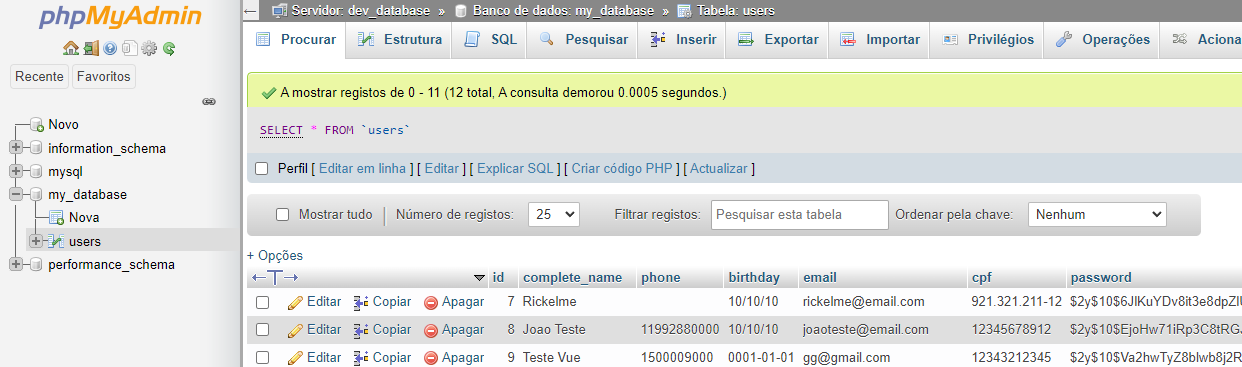 phpMyAdmin
Recente Favoritos
Novo
information_schema
mysql
my_database
Nova
users
performance_schema
Servidor: dev_database » Banco de dados: my_database » Tabela: users
Procurar Estrutura SQL Pesquisar Inserir Exportar Importar Privilégios Operações Aciona
A mostrar registos de 0 - 11 (12 total, A consulta demorou 0.0005 segundos.)
SELECT * FROM `users`
Perfil [ Editar em linha ] [ Editar ] [ Explicar SQL ] [ Criar código PHP ] [ Actualizar ]
Mostrar tudo Número de registos: 25 Filtrar registos: Pesquisar esta tabela Ordenar pela chave: Nenhum
+ Opções
←T→ id complete_name phone birthday email cpf password
Editar Copiar Apagar 7 Rickelme 10/10/10 rickelme@email.com 921.321.211-12 $2y$10$6JlKuYDv8it3e8dpZlU
Editar Copiar Apagar 8 Joao Teste 11992880000 10/10/10 joaoteste@email.com 12345678912 $2y$10$EjoHw71iRp3C8tRGJ
Editar Copiar Apagar 9 Teste Vue 1500009000 0001-01-01 gg@gmail.com 12343212345 $2y$10$Va2hwTyZ8blwb8j2R